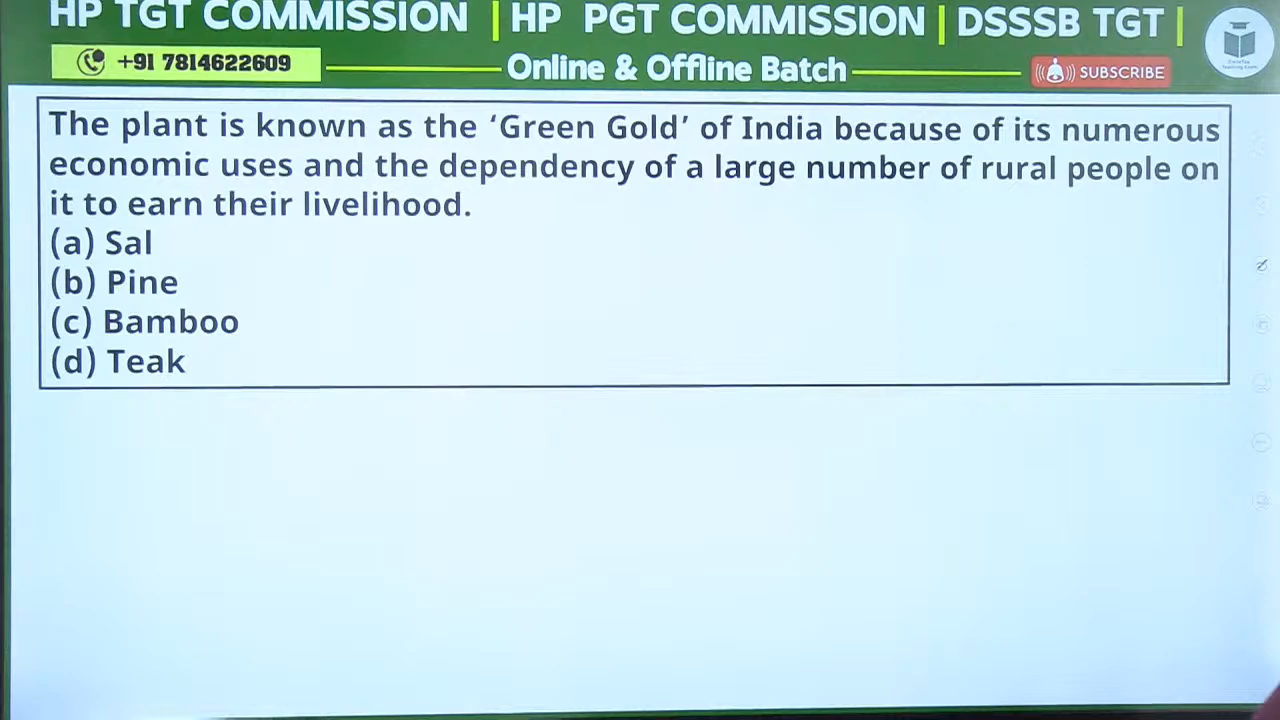 HP TGT COMMISSION | HP PGT COMMISSION | DSSSB TGT |
+91 7814622609
Online & Offline Batch
SUBSCRIBE
The plant is known as the ‘Green Gold’ of India because of its numerous
economic uses and the dependency of a large number of rural people on
it to earn their livelihood.
(a) Sal
(b) Pine
(c) Bamboo
(d) Teak